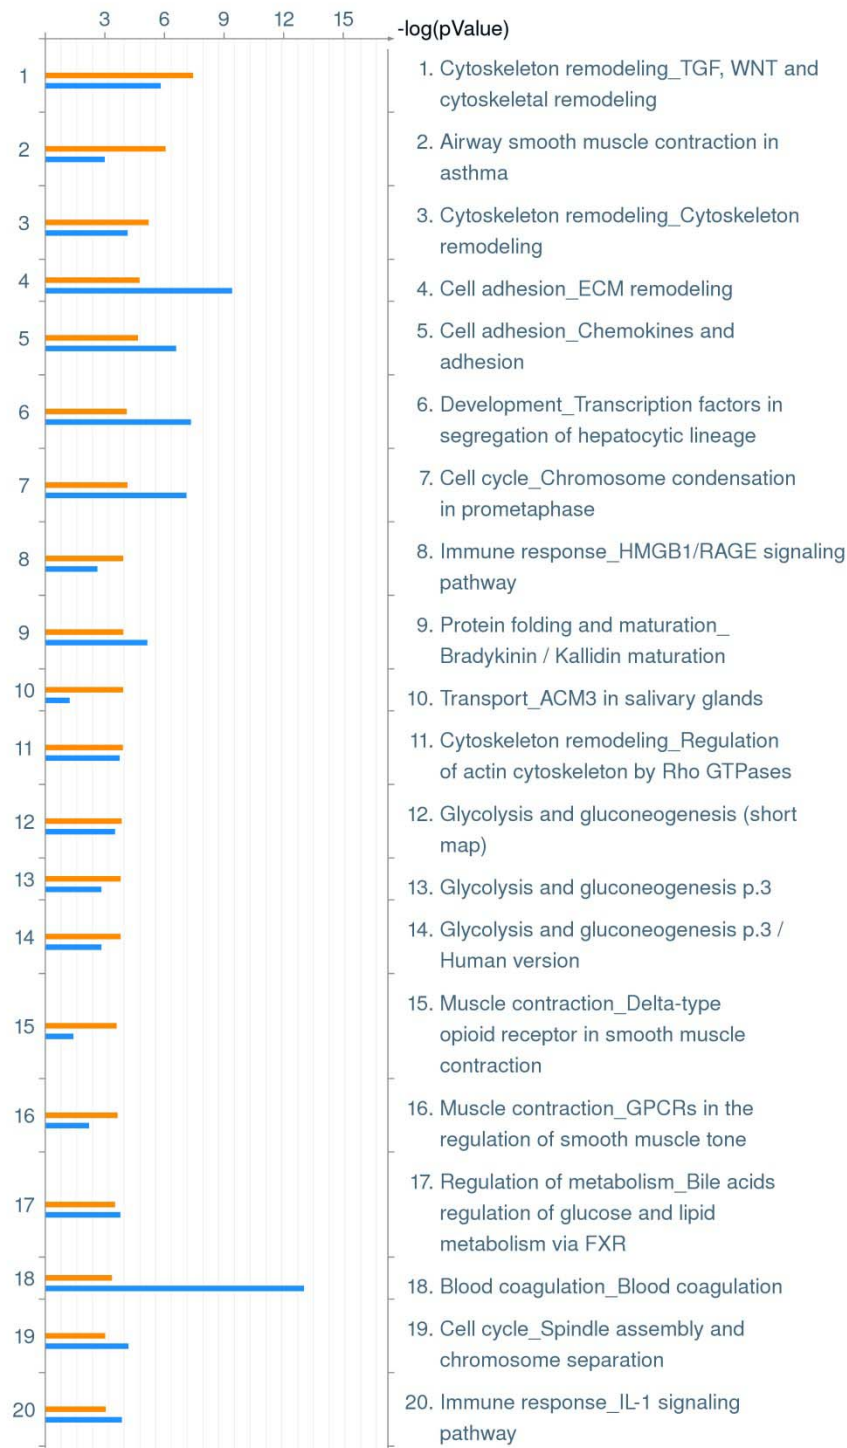 3 6 9 12 15
-log(pValue)
1
1. Cytoskeleton remodeling_TGF, WNT and
cytoskeletal remodeling
2
2. Airway smooth muscle contraction in
asthma
3
3. Cytoskeleton remodeling_Cytoskeleton
remodeling
4
4. Cell adhesion_ECM remodeling
5
5. Cell adhesion_Chemokines and
adhesion
6
6. Development_Transcription factors in
segregation of hepatocytic lineage
7
7. Cell cycle_Chromosome condensation
in prometaphase
8
8. Immune response_HMGB1/RAGE signaling
pathway
9
9. Protein folding and maturation_
Bradykinin / Kallidin maturation
10
10. Transport_ACM3 in salivary glands
11
11. Cytoskeleton remodeling_Regulation
of actin cytoskeleton by Rho GTPases
12
12. Glycolysis and gluconeogenesis (short
map)
13
13. Glycolysis and gluconeogenesis p.3
14
14. Glycolysis and gluconeogenesis p.3 /
Human version
15
15. Muscle contraction_Delta-type
opioid receptor in smooth muscle
contraction
16
16. Muscle contraction_GPCRs in the
regulation of smooth muscle tone
17
17. Regulation of metabolism_Bile acids
regulation of glucose and lipid
metabolism via FXR
18
18. Blood coagulation_Blood coagulation
19
19. Cell cycle_Spindle assembly and
chromosome separation
20
20. Immune response_IL-1 signaling
pathway